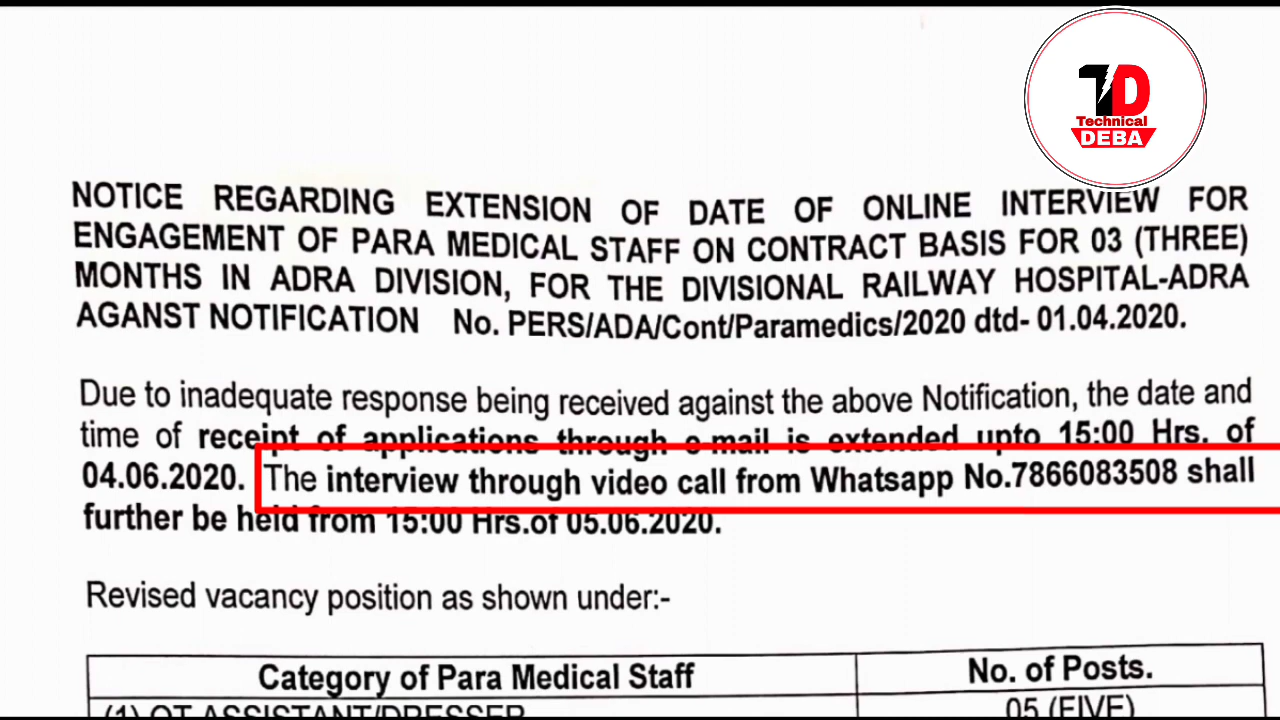 TD
Technical
DEBA
NOTICE REGARDING EXTENSION OF DATE OF ONLINE INTERVIEW FOR
ENGAGEMENT OF PARA MEDICAL STAFF ON CONTRACT BASIS FOR 03 (THREE)
MONTHS IN ADRA DIVISION, FOR THE DIVISIONAL RAILWAY HOSPITAL-ADRA
AGANST NOTIFICATION No. PERS/ADA/Cont/Paramedics/2020 dtd- 01.04.2020.
Due to inadequate response being received against the above Notification, the date and
time of receipt of applications through e-mail is extended upto 15:00 Hrs. of
04.06.2020. The interview through video call from Whatsapp No.7866083508 shall
further be held from 15:00 Hrs.of 05.06.2020.
Revised vacancy position as shown under:-
Category of Para Medical Staff No. of Posts.
(1) OT ASSISTANT/DRESSER 05 (FIVE)